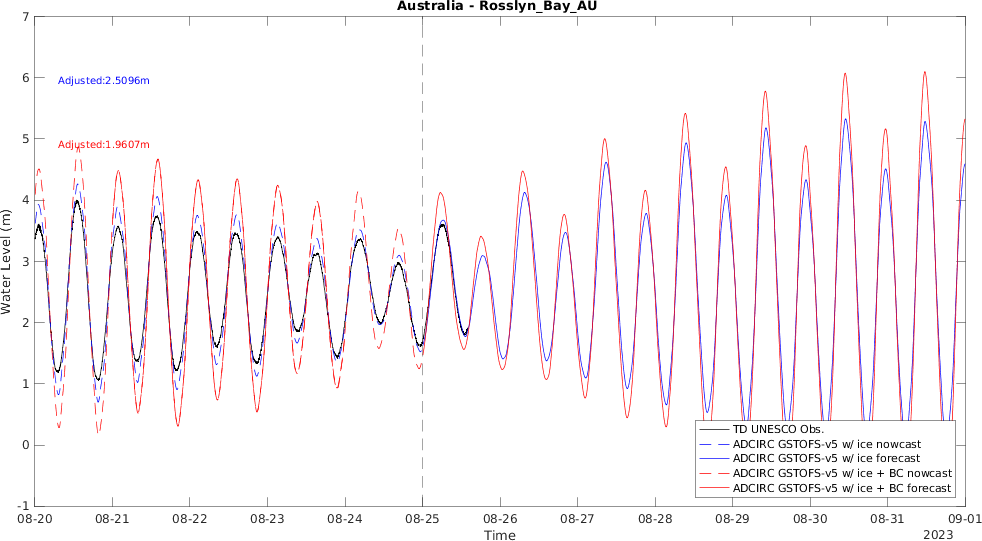 Australia - Rosslyn_Bay_AU
7
6
5
4
3
2
1
0
-1
Water Level (m)
Adjusted:2.5096m
Adjusted:1.9607m
TD UNESCO Obs.
ADCIRC GSTOFS-v5 w/ ice nowcast
ADCIRC GSTOFS-v5 w/ ice forecast
ADCIRC GSTOFS-v5 w/ ice + BC nowcast
ADCIRC GSTOFS-v5 w/ ice + BC forecast
08-20 08-21 08-22 08-23 08-24 08-25 08-26 08-27 08-28 08-29 08-30 08-31 09-01
Time
2023